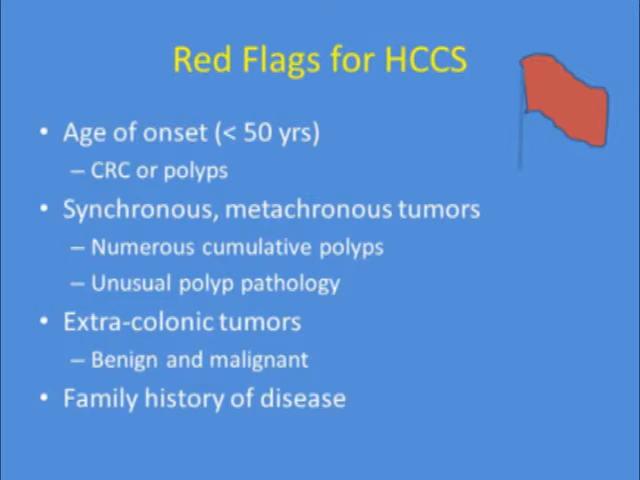 Red Flags for HCCS
• Age of onset (< 50 yrs)
– CRC or polyps
• Synchronous, metachronous tumors
– Numerous cumulative polyps
– Unusual polyp pathology
• Extra-colonic tumors
– Benign and malignant
• Family history of disease